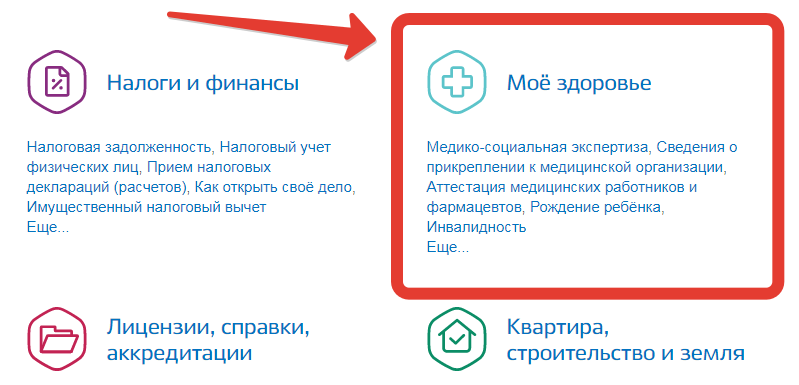 Налоги и финансы
Налоговая задолженность, Налоговый учет
физических лиц, Прием налоговых
деклараций (расчетов), Как открыть своё дело,
Имущественный налоговый вычет
Еще...
Моё здоровье
Медико-социальная экспертиза, Сведения о
прикреплении к медицинской организации,
Аттестация медицинских работников и
фармацевтов, Рождение ребёнка,
Инвалидность
Еще...
Лицензии, справки,
аккредитации
Квартира,
строительство и земля